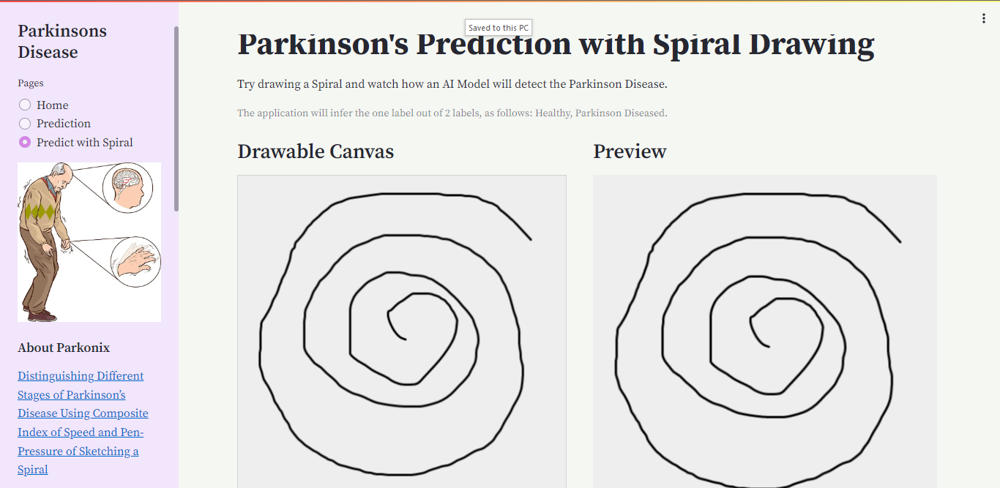 Parkinsons
Disease
Pages
Home
Prediction
Predict with Spiral
About Parkonix
Distinguishing Different
Stages of Parkinson’s
Disease Using Composite
Index of Speed and Pen-
Pressure of Sketching a
Spiral
Saved to this PC
Parkinson's Prediction with Spiral Drawing
Try drawing a Spiral and watch how an AI Model will detect the Parkinson Disease.
The application will infer the one label out of 2 labels, as follows: Healthy, Parkinson Diseased.
Drawable Canvas
Preview